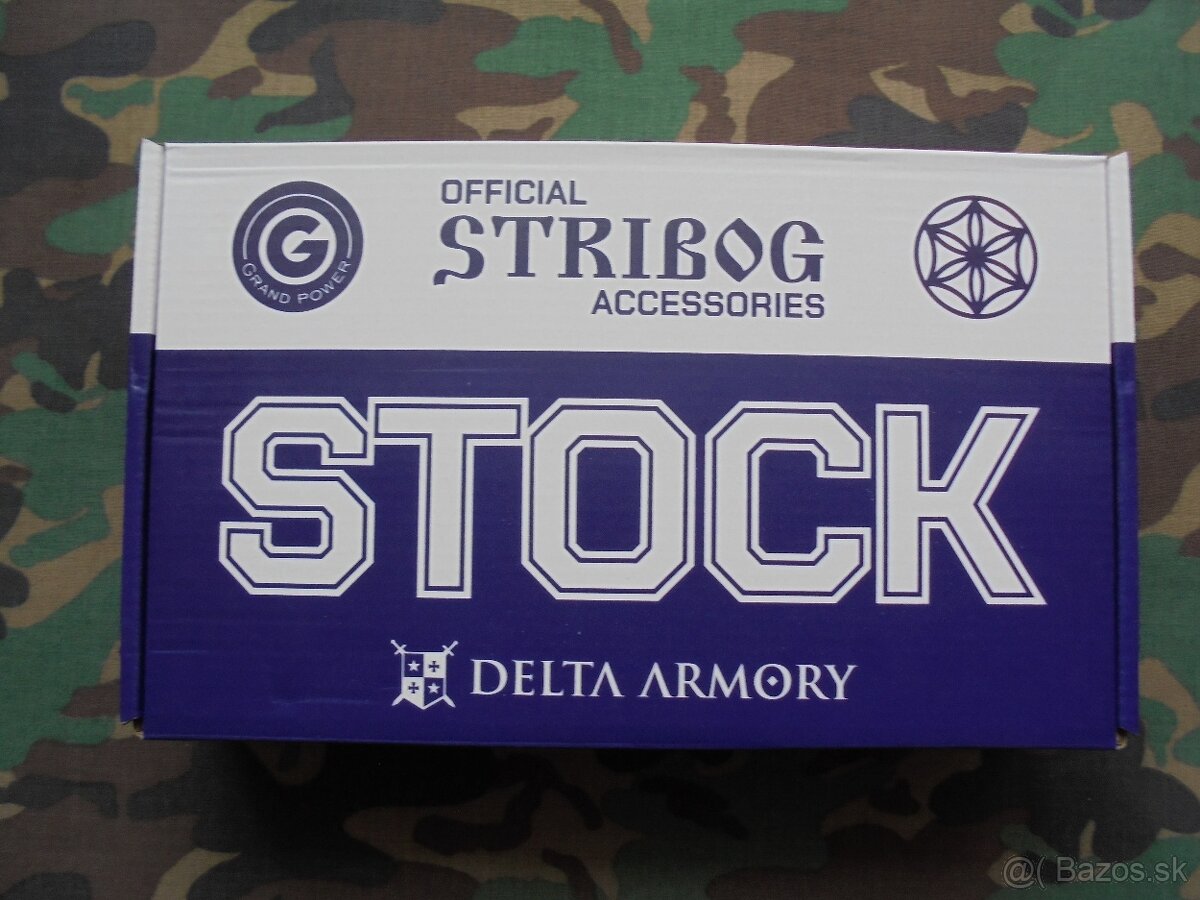 OFFICIAL
STRIBOG
ACCESSORIES
G
GRAND POWER
STOCK
DELTA ARMORY
@( Bazos.sk